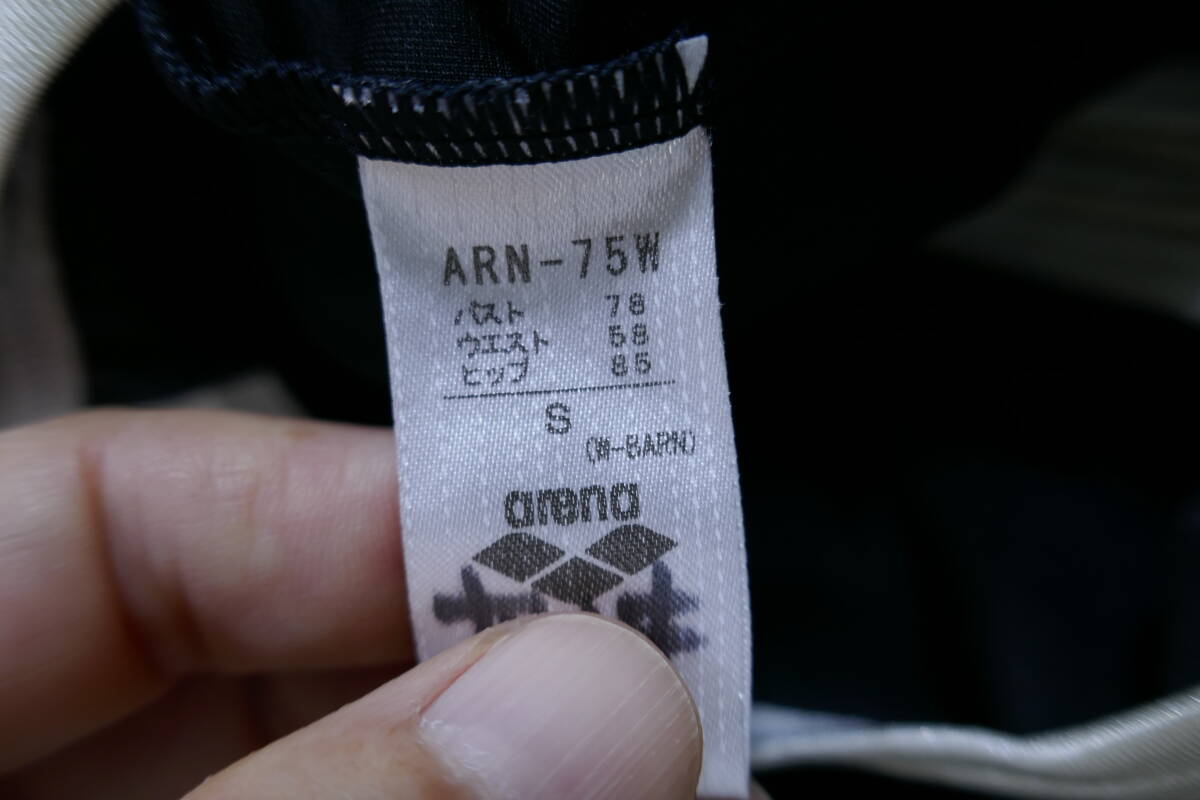 ARN-75W
バスト 78
ウエスト 58
ヒップ 85
S
(W-BARN)
arena